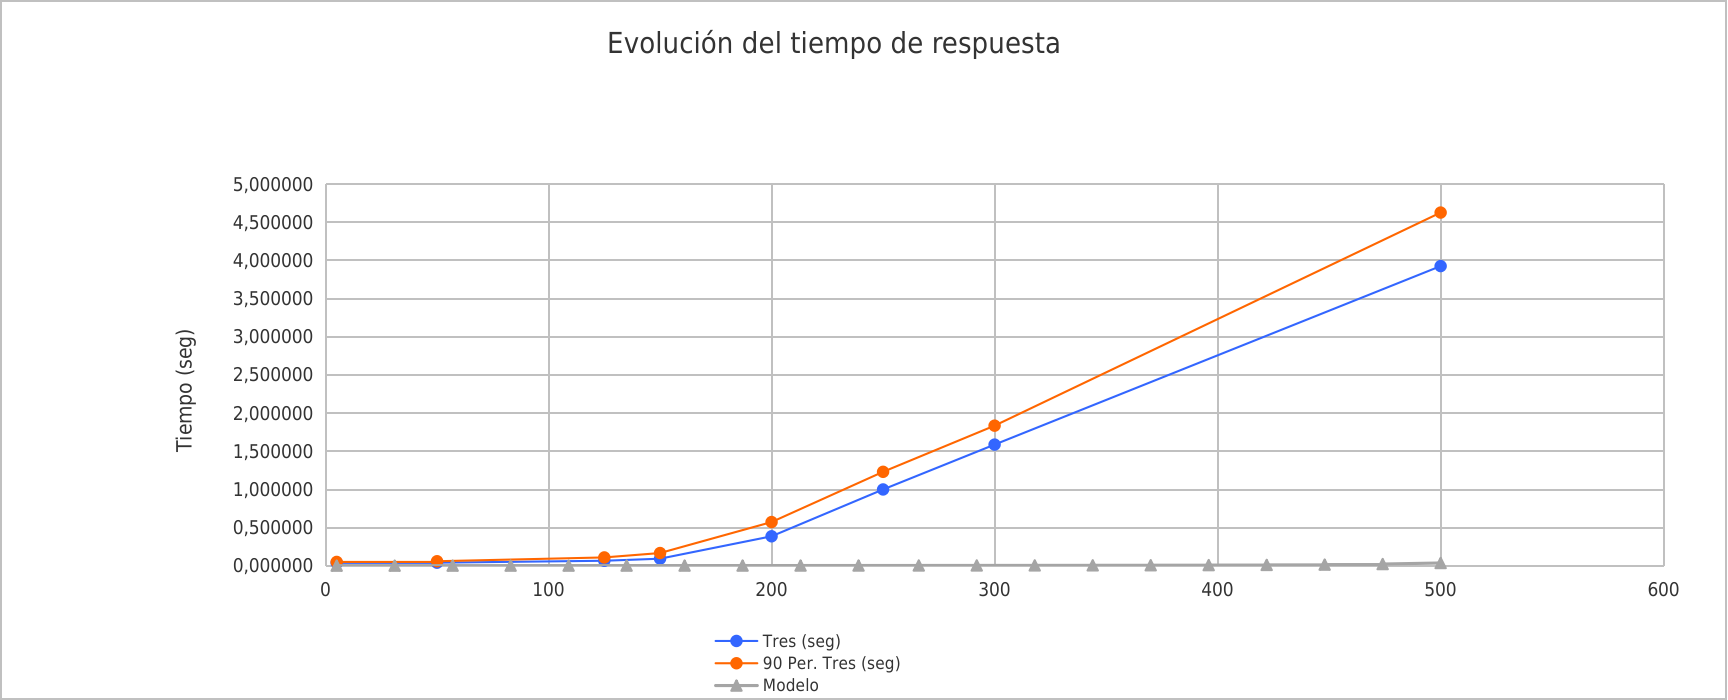 Evolución del tiempo de respuesta
Tiempo (seg)
5,000000
4,500000
4,000000
3,500000
3,000000
2,500000
2,000000
1,500000
1,000000
0,500000
0,000000
0 100 200 300 400 500 600
Tres (seg)
90 Per. Tres (seg)
Modelo